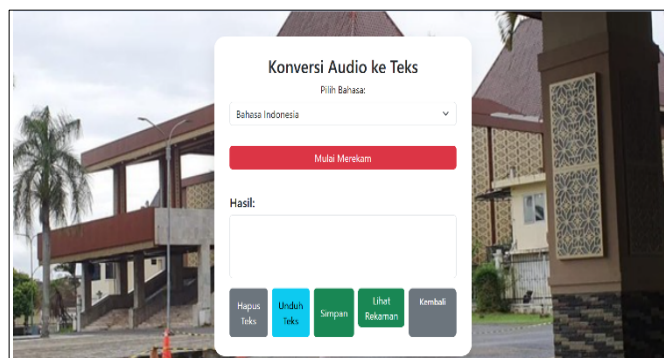 Konversi Audio ke Teks
Pilih Bahasa:
Bahasa Indonesia
Mulai Merekam
Hasil:
Hapus
Teks
Unduh
Teks
Simpan
Lihat
Rekaman
Kembali